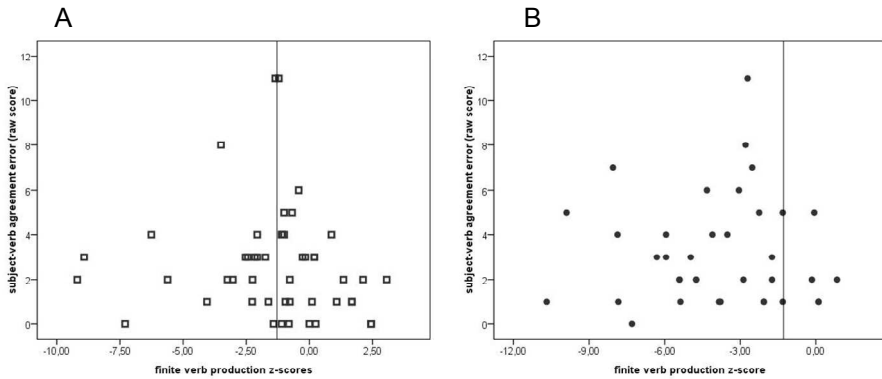 A
B
12
10
8
6
4
2
0
subject-verb agreement error (raw score)
-10,00 -7,50 -5,00 -2,50 0,00 2,50
finite verb production z-scores
12
10
8
6
4
2
0
subject-verb agreement error (raw score)
-12,00 -9,00 -6,00 -3,00 0,00
finite verb production z-score